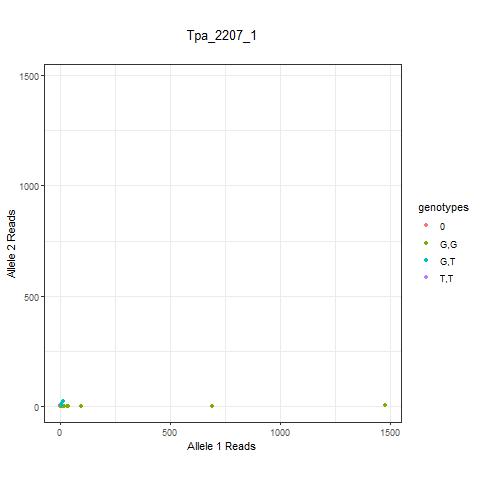 Tpa_2207_1
1500
1000
500
0
Allele 2 Reads
0 500 1000 1500
Allele 1 Reads
genotypes
0
G,G
G,T
T,T